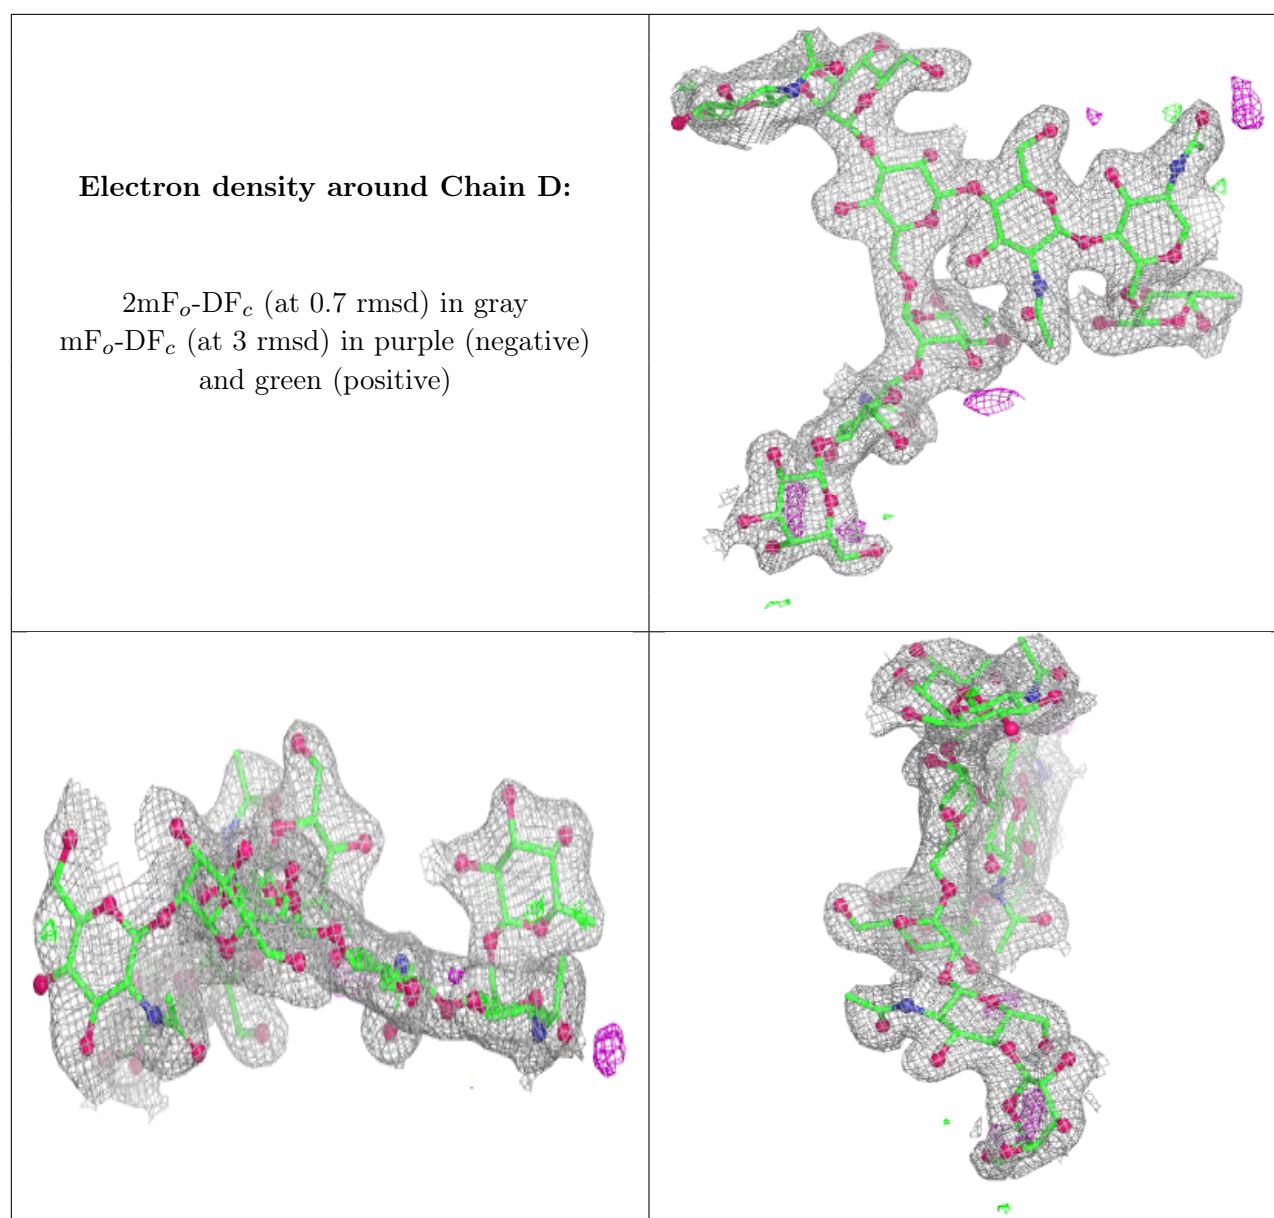 Electron density around Chain D:
2mFₒ-DF𝒸 (at 0.7 rmsd) in gray
mFₒ-DF𝒸 (at 3 rmsd) in purple (negative)
and green (positive)